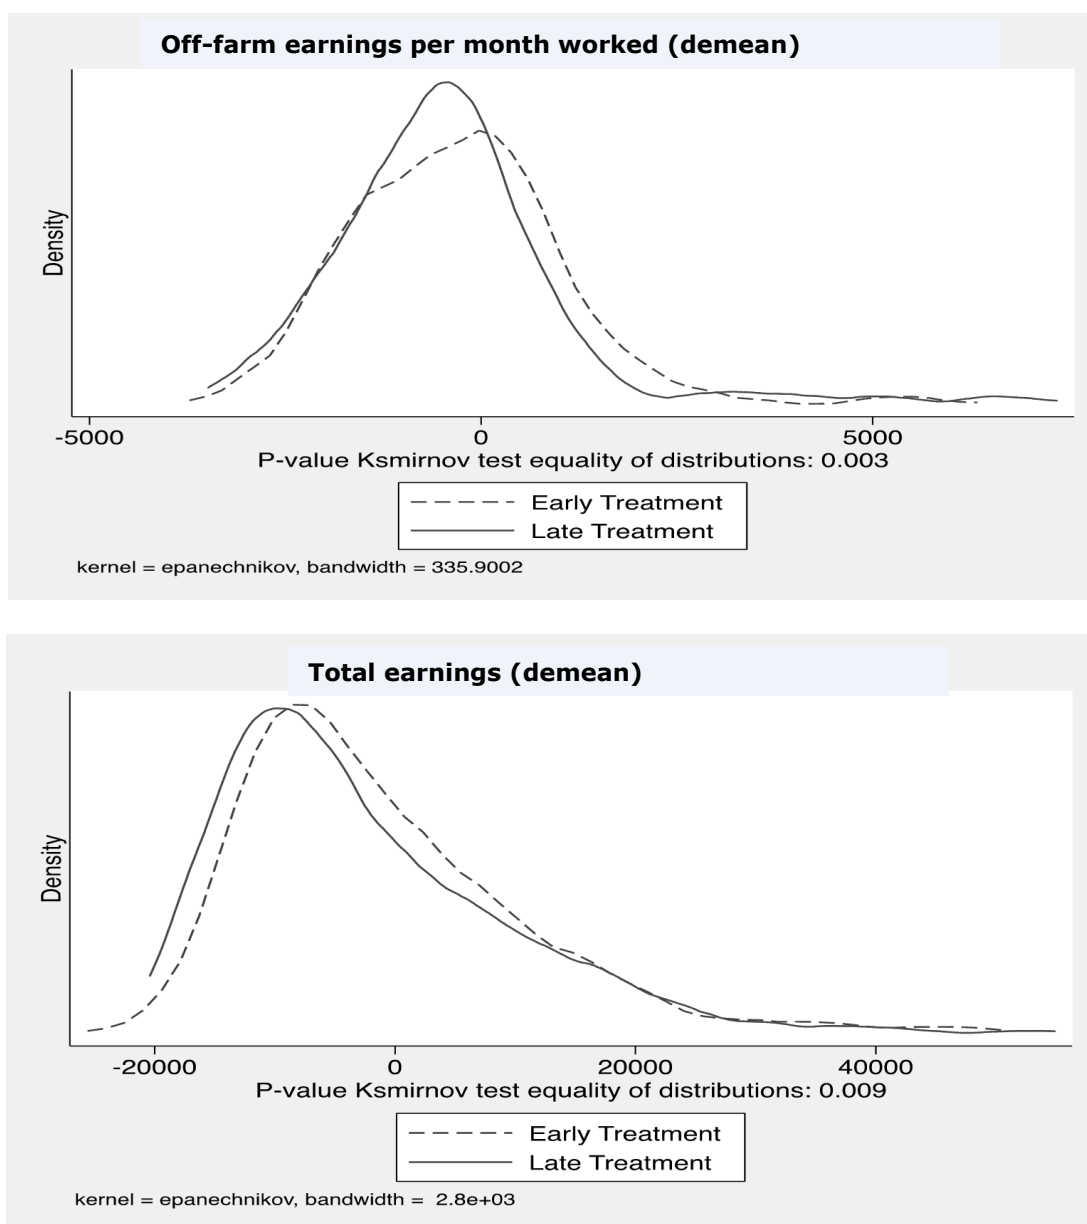 Off-farm earnings per month worked (demean)
Density
-5000 0 5000
P-value Ksmirnov test equality of distributions: 0.003
Early Treatment
Late Treatment
kernel = epanechnikov, bandwidth = 335.9002
Total earnings (demean)
Density
-20000 0 20000 40000
P-value Ksmirnov test equality of distributions: 0.009
Early Treatment
Late Treatment
kernel = epanechnikov, bandwidth = 2.8e+03